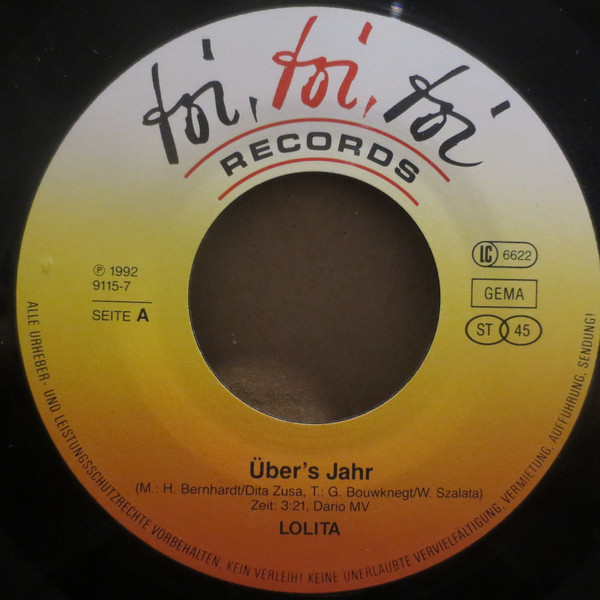 toi, toi, toi
RECORDS
℗ 1992
9115-7
SEITE A
LC 6622
GEMA
ST 45
Über's Jahr
(M.: H. Bernhardt/Dita Zusa, T.: G. Bouwknegt/W. Szalata)
Zeit: 3:21, Dario MV
LOLITA
ALLE URHEBER- UND LEISTUNGSSCHUTZRECHTE VORBEHALTEN. KEIN VERLEIH! KEINE UNERLAUBTE VERVIELFÄLTIGUNG, VERMIETUNG, AUFFÜHRUNG, SENDUNG!